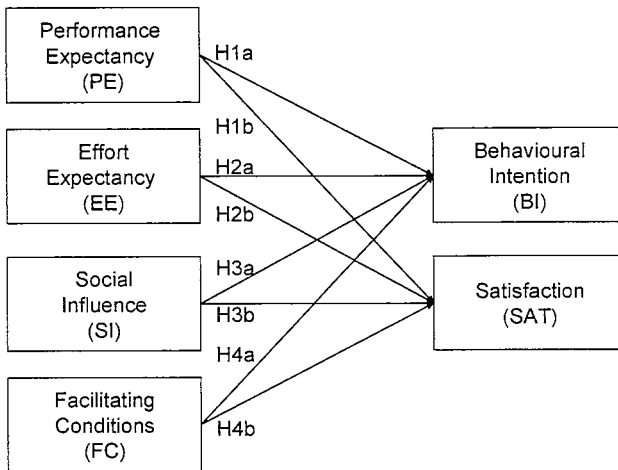 Performance
Expectancy
(PE)
H1a
H1b
Effort
Expectancy
(EE)
H2a
H2b
Behavioural
Intention
(BI)
Social
Influence
(SI)
H3a
H3b
Satisfaction
(SAT)
H4a
Facilitating
Conditions
(FC)
H4b